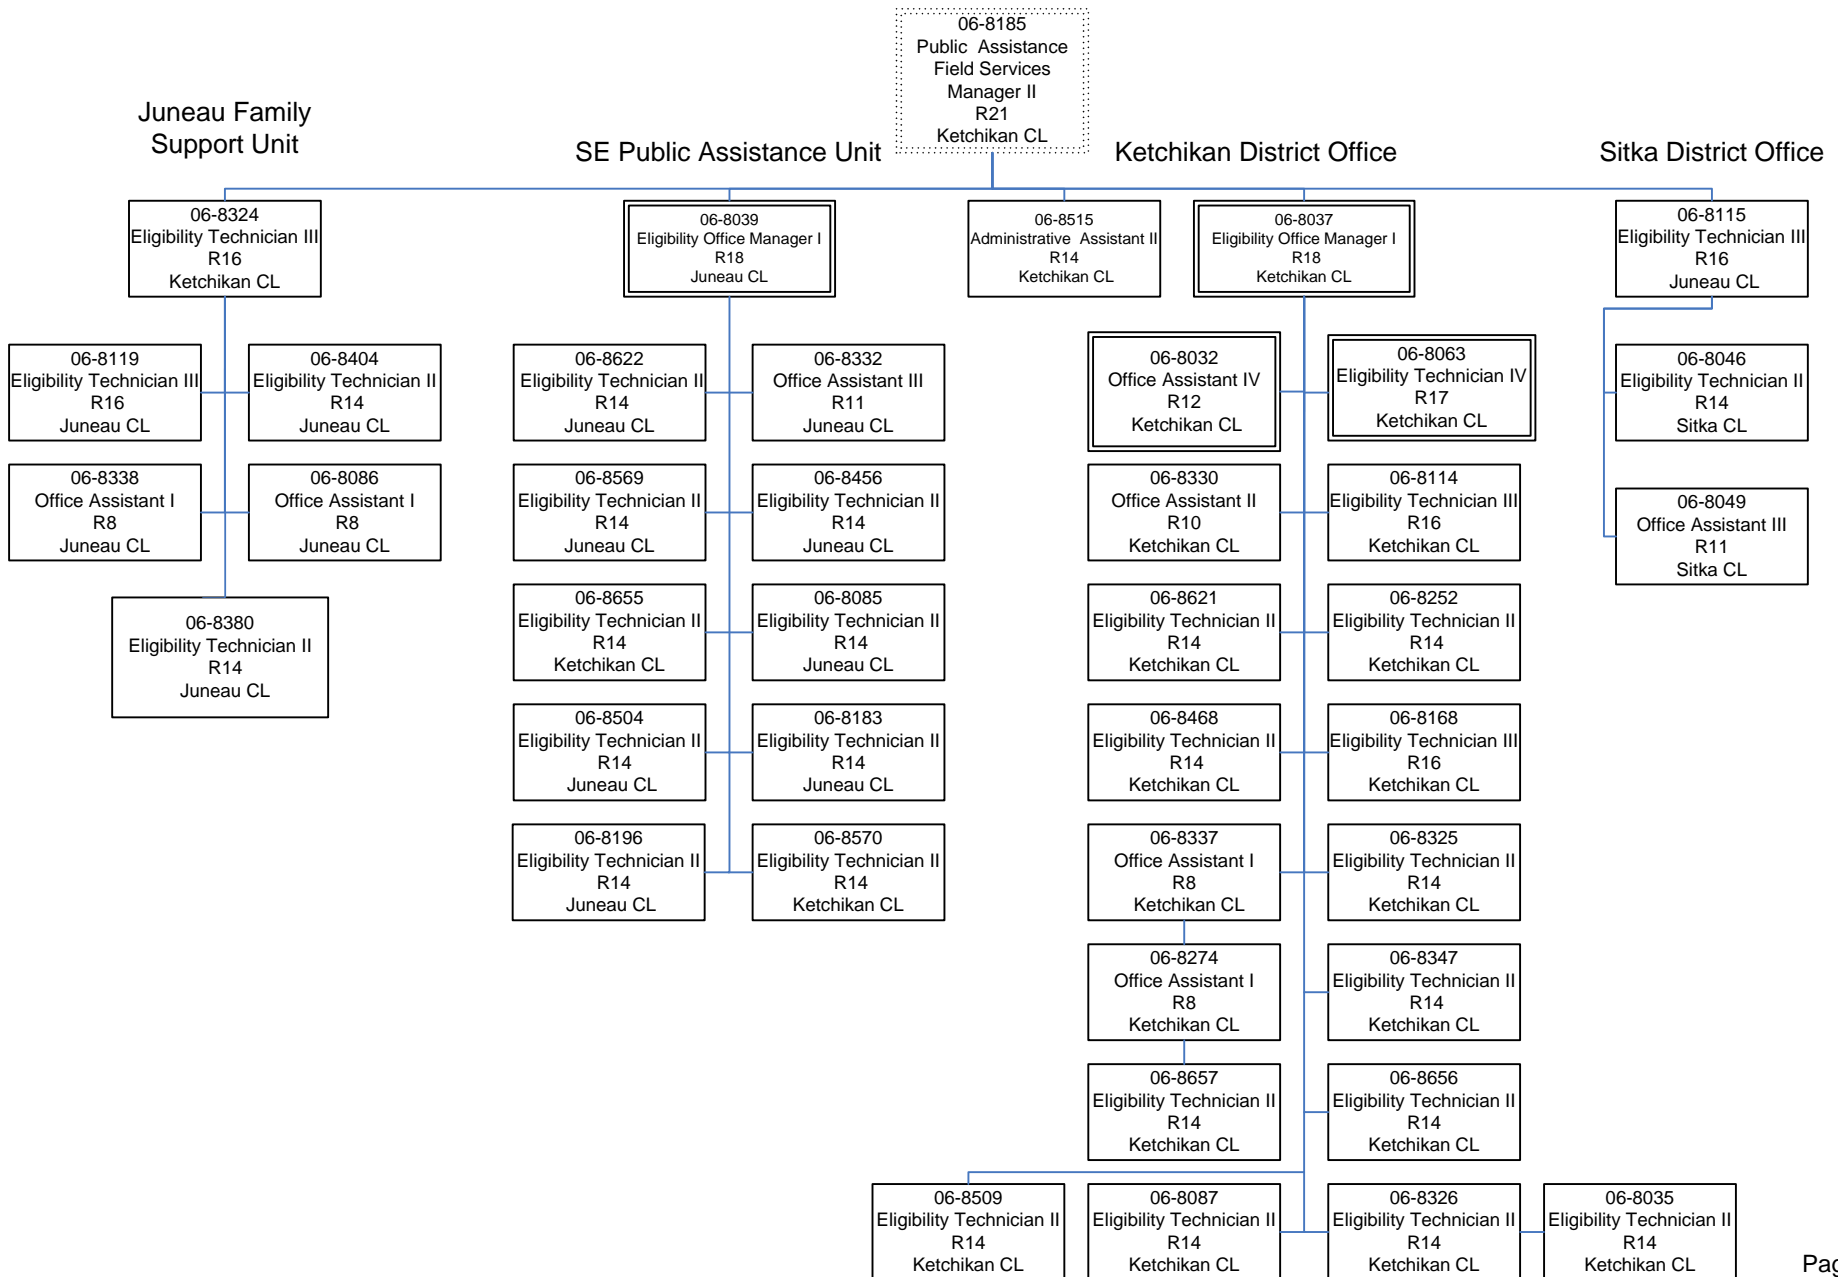 06-8185
Public Assistance
Field Services
Manager II
R21
Ketchikan CL
Juneau Family
Support Unit
SE Public Assistance Unit
Ketchikan District Office
Sitka District Office
06-8324
Eligibility Technician III
R16
Ketchikan CL
06-8039
Eligibility Office Manager I
R18
Juneau CL
06-8515
Administrative Assistant II
R14
Ketchikan CL
06-8037
Eligibility Office Manager I
R18
Ketchikan CL
06-8115
Eligibility Technician III
R16
Juneau CL
06-8119
Eligibility Technician III
R16
Juneau CL
06-8404
Eligibility Technician II
R14
Juneau CL
06-8622
Eligibility Technician II
R14
Juneau CL
06-8332
Office Assistant III
R11
Juneau CL
06-8032
Office Assistant IV
R12
Ketchikan CL
06-8063
Eligibility Technician IV
R17
Ketchikan CL
06-8046
Eligibility Technician II
R14
Sitka CL
06-8338
Office Assistant I
R8
Juneau CL
06-8086
Office Assistant I
R8
Juneau CL
06-8569
Eligibility Technician II
R14
Juneau CL
06-8456
Eligibility Technician II
R14
Juneau CL
06-8330
Office Assistant II
R10
Ketchikan CL
06-8114
Eligibility Technician III
R16
Ketchikan CL
06-8049
Office Assistant III
R11
Sitka CL
06-8380
Eligibility Technician II
R14
Juneau CL
06-8655
Eligibility Technician II
R14
Ketchikan CL
06-8085
Eligibility Technician II
R14
Juneau CL
06-8621
Eligibility Technician II
R14
Ketchikan CL
06-8252
Eligibility Technician II
R14
Ketchikan CL
06-8504
Eligibility Technician II
R14
Juneau CL
06-8183
Eligibility Technician II
R14
Juneau CL
06-8468
Eligibility Technician II
R14
Ketchikan CL
06-8168
Eligibility Technician III
R16
Ketchikan CL
06-8196
Eligibility Technician II
R14
Juneau CL
06-8570
Eligibility Technician II
R14
Ketchikan CL
06-8337
Office Assistant I
R8
Ketchikan CL
06-8325
Eligibility Technician II
R14
Ketchikan CL
06-8274
Office Assistant I
R8
Ketchikan CL
06-8347
Eligibility Technician II
R14
Ketchikan CL
06-8657
Eligibility Technician II
R14
Ketchikan CL
06-8656
Eligibility Technician II
R14
Ketchikan CL
06-8509
Eligibility Technician II
R14
Ketchikan CL
06-8087
Eligibility Technician II
R14
Ketchikan CL
06-8326
Eligibility Technician II
R14
Ketchikan CL
06-8035
Eligibility Technician II
R14
Ketchikan CL